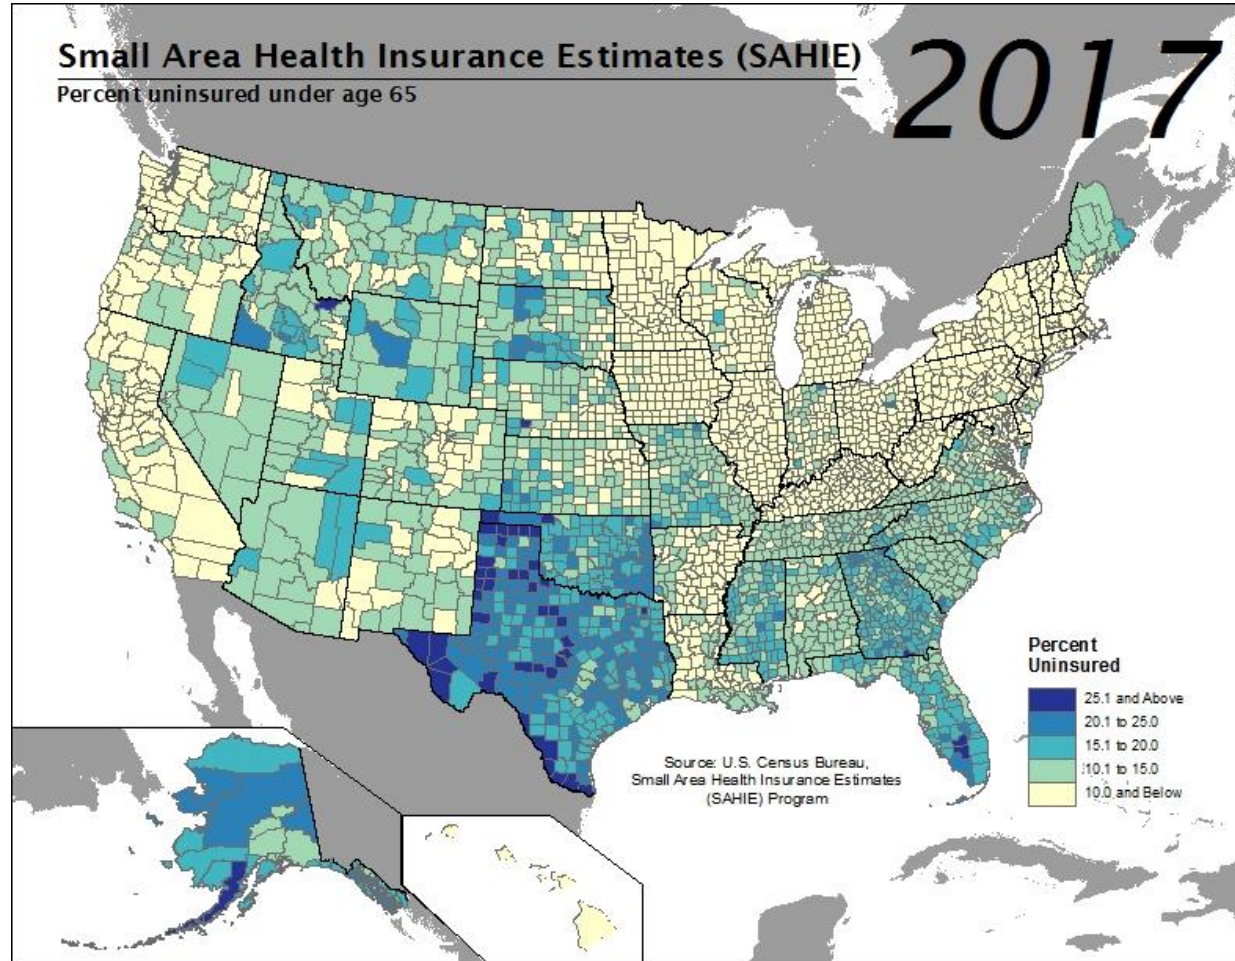 Small Area Health Insurance Estimates (SAHIE)
2017
Percent uninsured under age 65
Percent
Uninsured
25.1 and Above
20.1 to 25.0
15.1 to 20.0
10.1 to 15.0
10.0 and Below
Source: U.S. Census Bureau,
Small Area Health Insurance Estimates
(SAHIE) Program